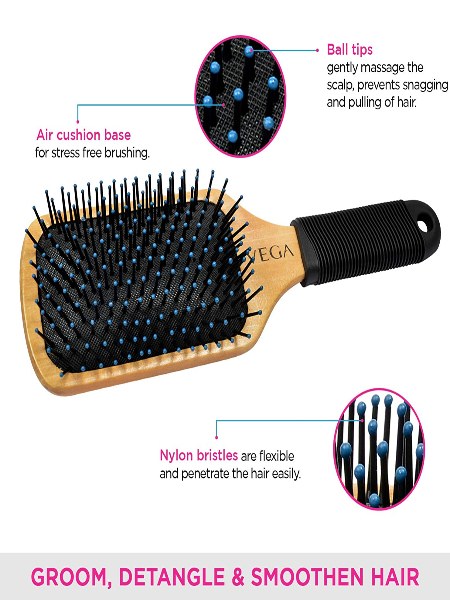 Ball tips
gently massage the
scalp, prevents snagging
and pulling of hair.
Air cushion base
for stress free brushing.
VEGA
Nylon bristles are flexible
and penetrate the hair easily.
GROOM, DETANGLE & SMOOTHEN HAIR